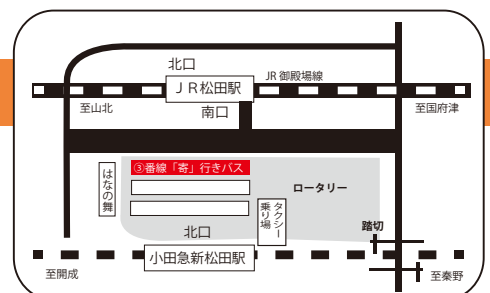 北口
JR 御殿場線
ＪＲ松田駅
至山北
南口
至国府津
③番線「寄」行きバス
はなの舞
ロータリー
タクシー
乗り場
踏切
北口
小田急新松田駅
至開成
至秦野